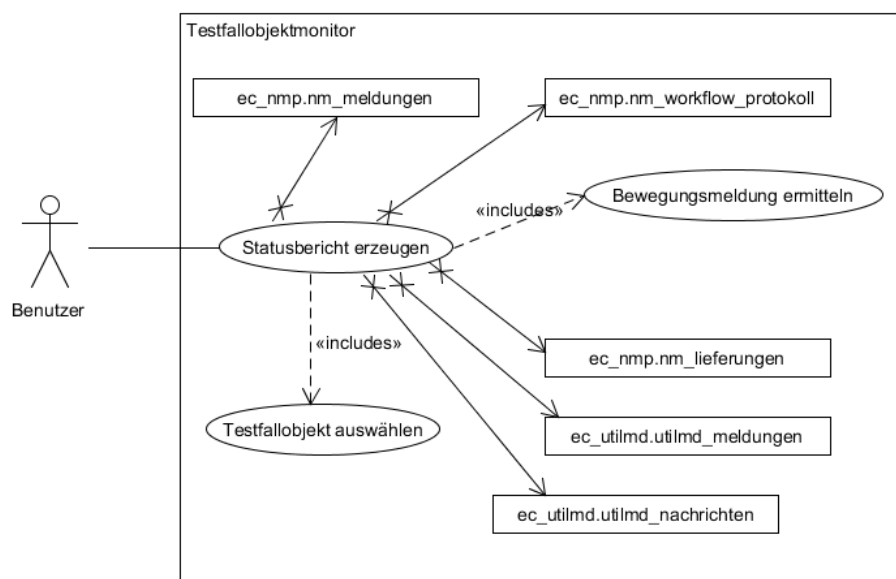 Testfallobjektmonitor
ec_nmp.nm_meldungen
ec_nmp.nm_workflow_protokoll
Bewegungsmeldung ermitteln
«includes»
Statusbericht erzeugen
Benutzer
«includes»
ec_nmp.nm_lieferungen
Testfallobjekt auswählen
ec_utilmd.utilmd_meldungen
ec_utilmd.utilmd_nachrichten